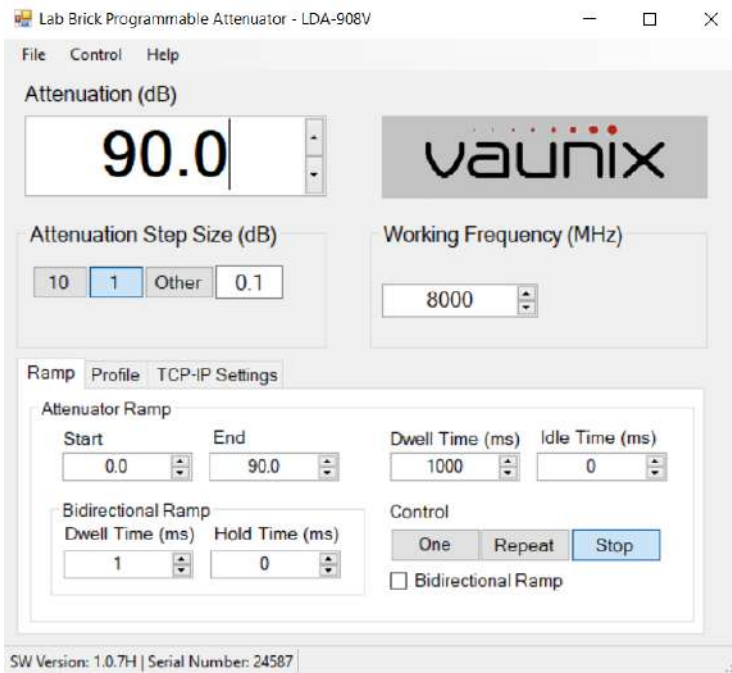 Lab Brick Programmable Attenuator - LDA-908V
File Control Help
Attenuation (dB)
90.0
vaunix
Attenuation Step Size (dB)
10 1 Other 0.1
Working Frequency (MHz)
8000
Ramp Profile TCP-IP Settings
Attenuator Ramp
Start End Dwell Time (ms) Idle Time (ms)
0.0 90.0 1000 0
Bidirectional Ramp
Dwell Time (ms) Hold Time (ms)
1 0
Control
One Repeat Stop
Bidirectional Ramp
SW Version: 1.0.7H | Serial Number: 24587